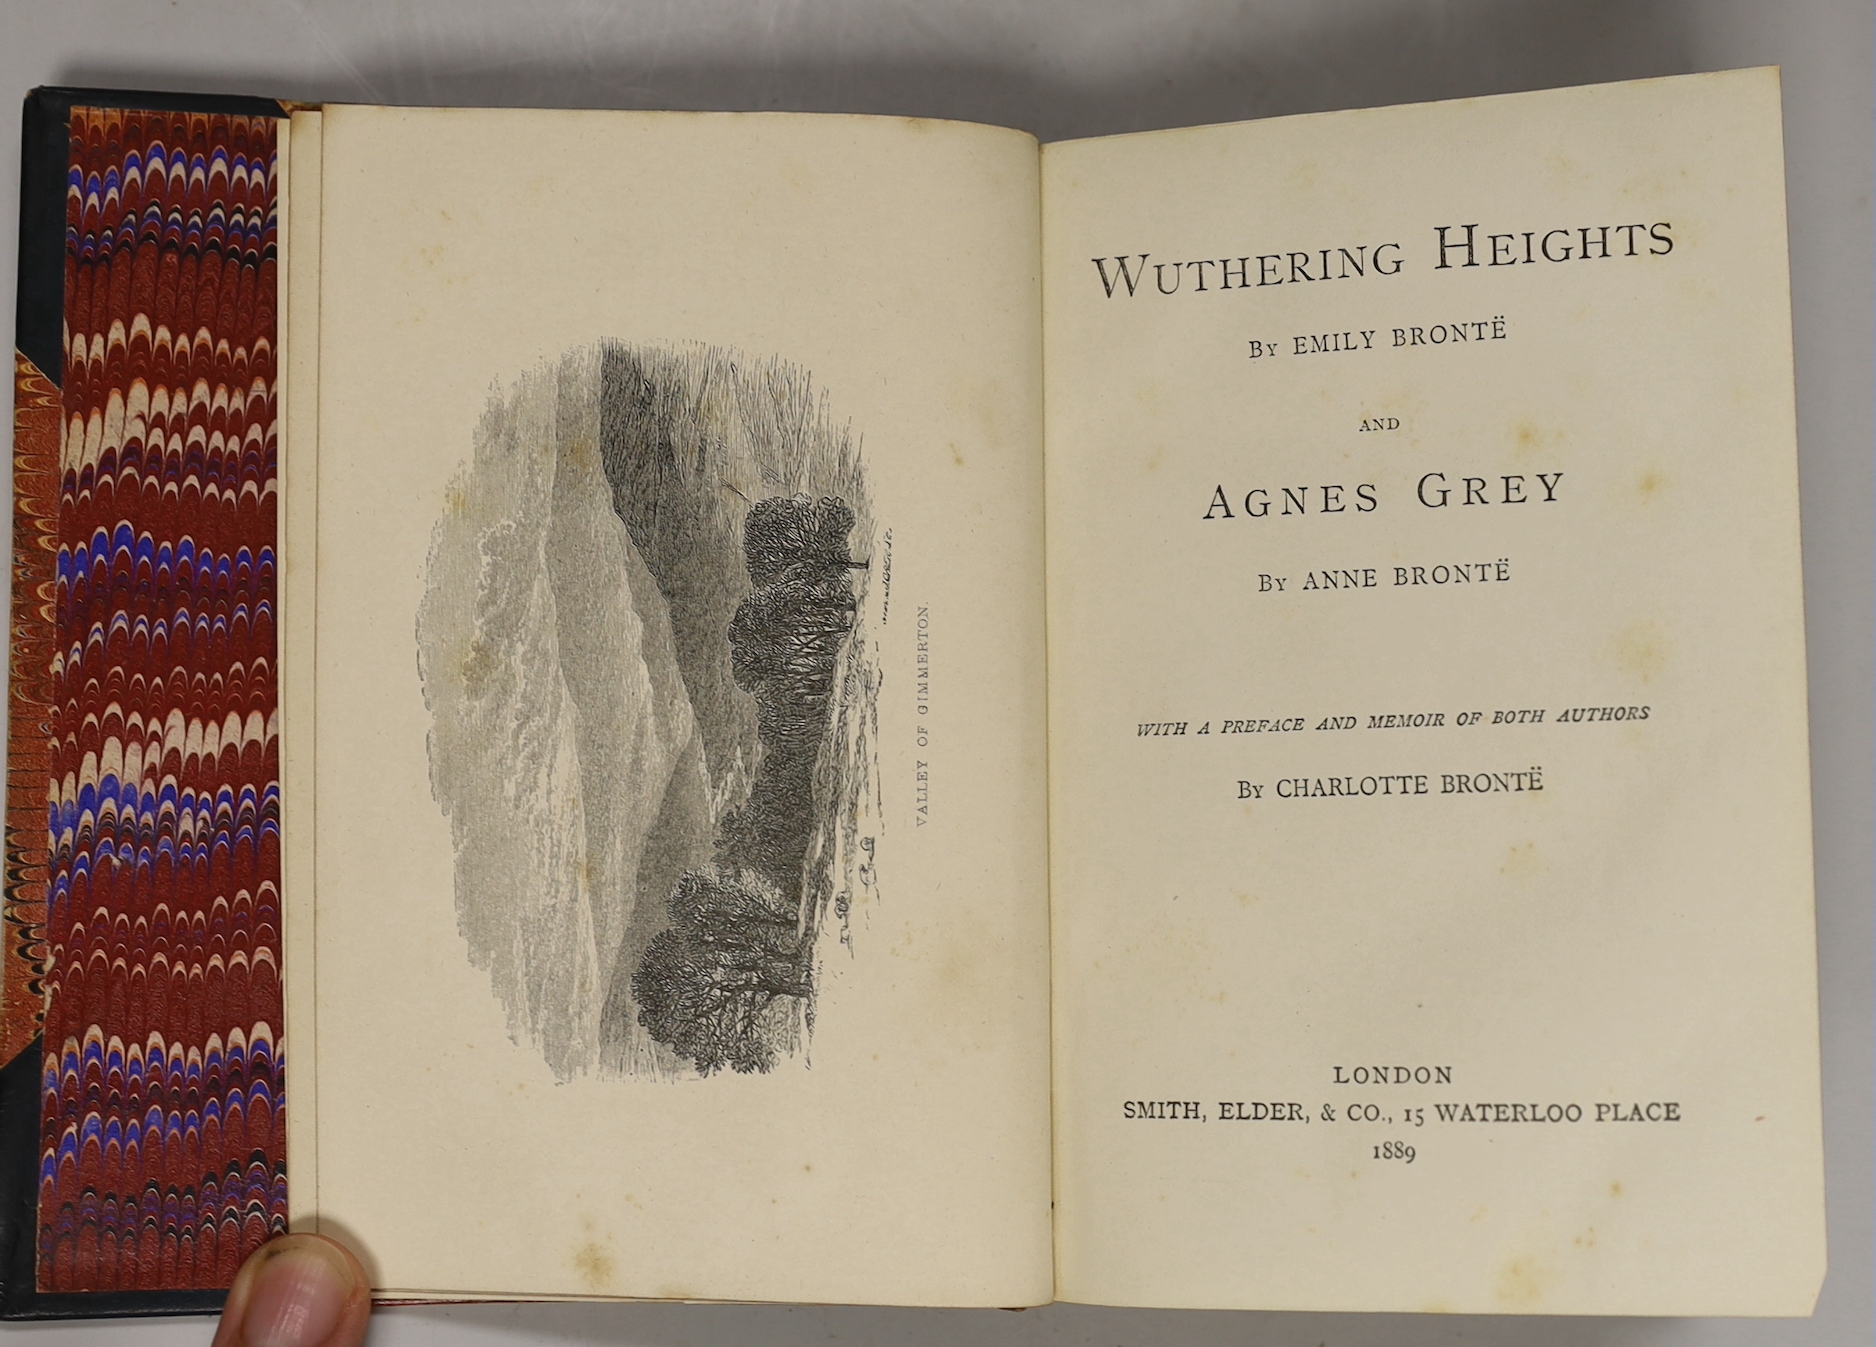 VALLEY OF GIMMERTON.
WUTHERING HEIGHTS
BY EMILY BRONTË
AND
AGNES GREY
BY ANNE BRONTË
WITH A PREFACE AND MEMOIR OF BOTH AUTHORS
BY CHARLOTTE BRONTË
LONDON
SMITH, ELDER, & CO., 15 WATERLOO PLACE
1889